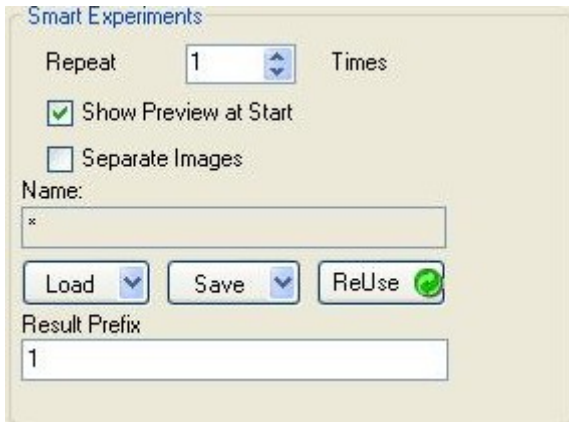 Smart Experiments
Repeat 1 Times
Show Preview at Start
Separate Images
Name:
*
Load Save ReUse
Result Prefix
1